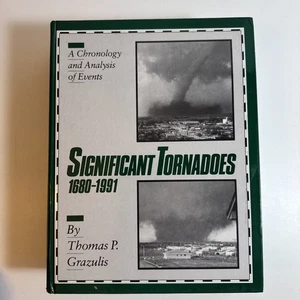 A Chronology
and Analysis
of Events
SIGNIFICANT TORNADOES
1680-1991
By
Thomas P.
Grazulis